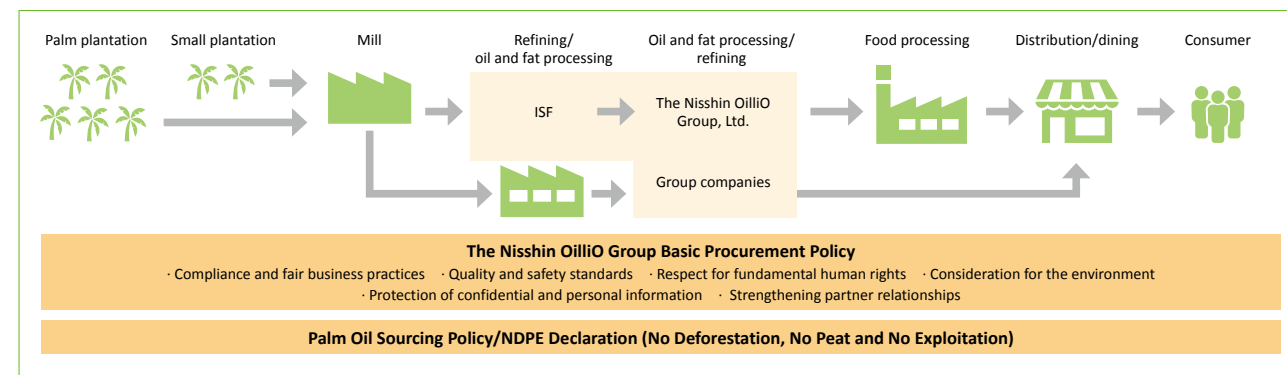 Palm plantation
Small plantation
Mill
Refining/
oil and fat processing
Oil and fat processing/
refining
Food processing
Distribution/dining
Consumer
ISF
The Nisshin OilliO
Group, Ltd.
Group companies
The Nisshin OilliO Group Basic Procurement Policy
· Compliance and fair business practices · Quality and safety standards · Respect for fundamental human rights · Consideration for the environment
· Protection of confidential and personal information · Strengthening partner relationships
Palm Oil Sourcing Policy/NDPE Declaration (No Deforestation, No Peat and No Exploitation)